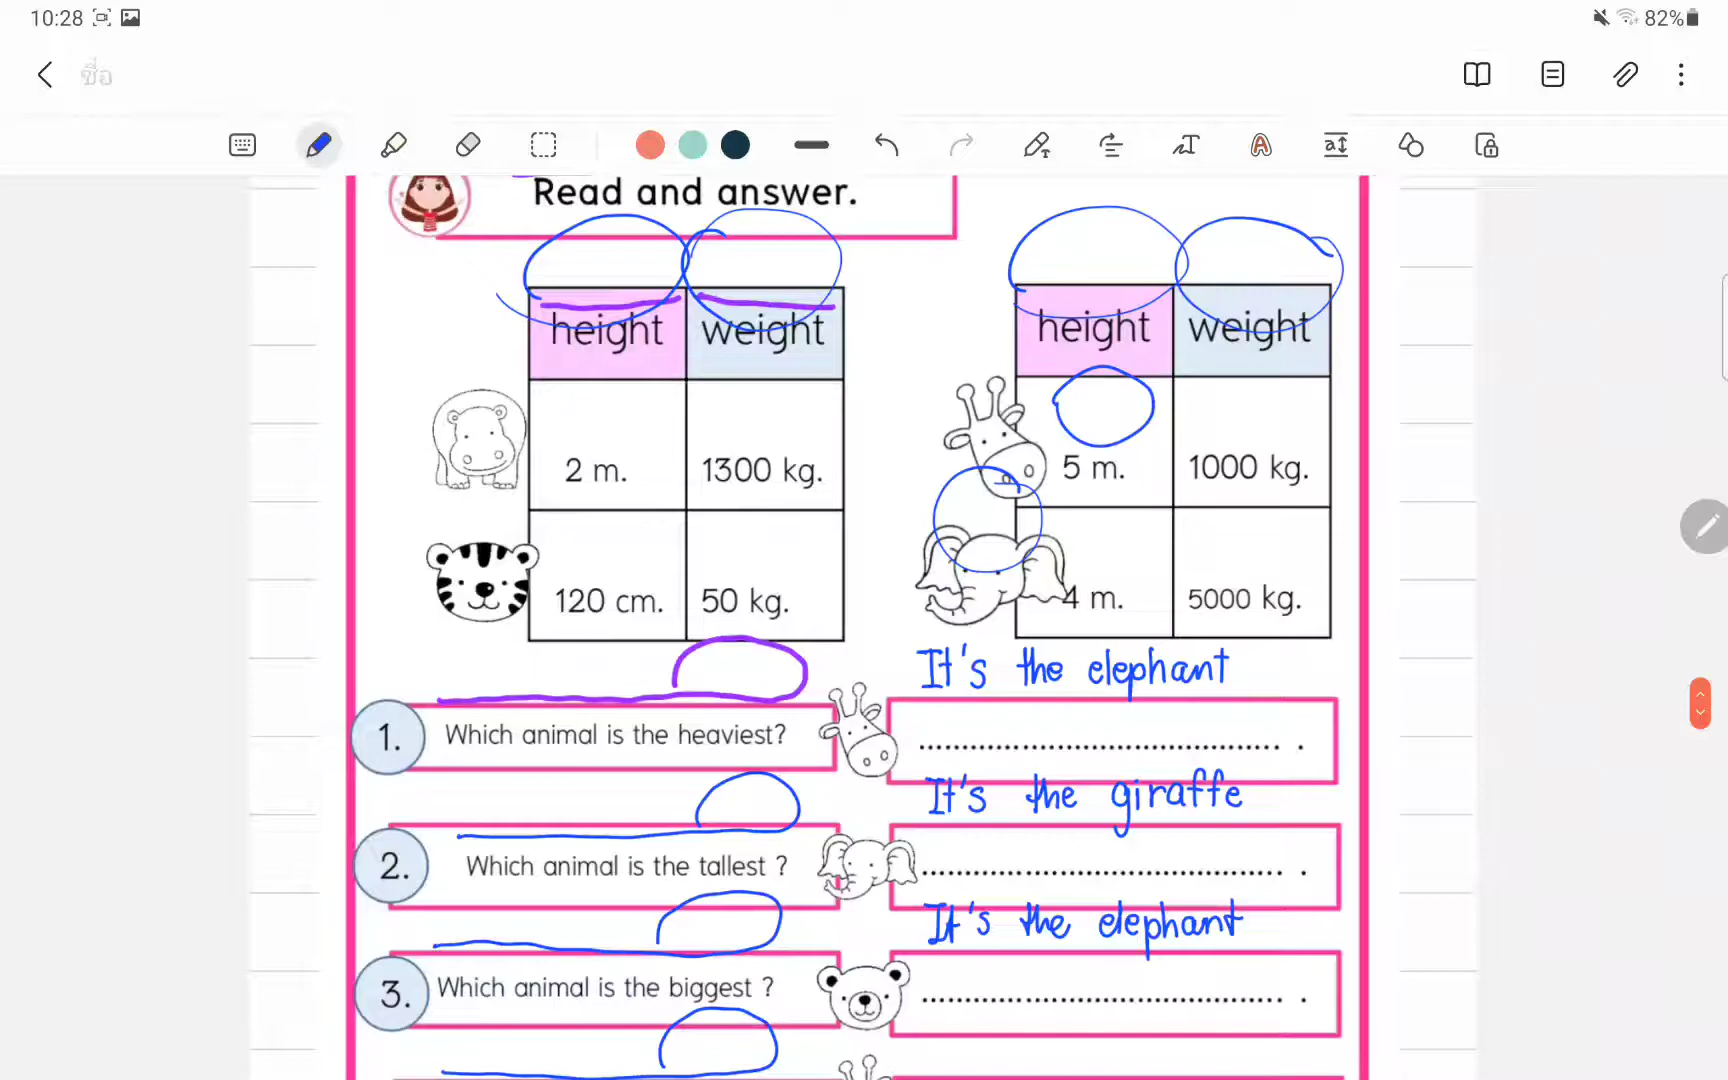 10:28
82%
ชื่อ
Read and answer.
height weight
2 m. 1300 kg.
120 cm. 50 kg.
height weight
5 m. 1000 kg.
4 m. 5000 kg.
It's the elephant
1. Which animal is the heaviest?
It's the giraffe
2. Which animal is the tallest ?
It's the elephant
3. Which animal is the biggest ?